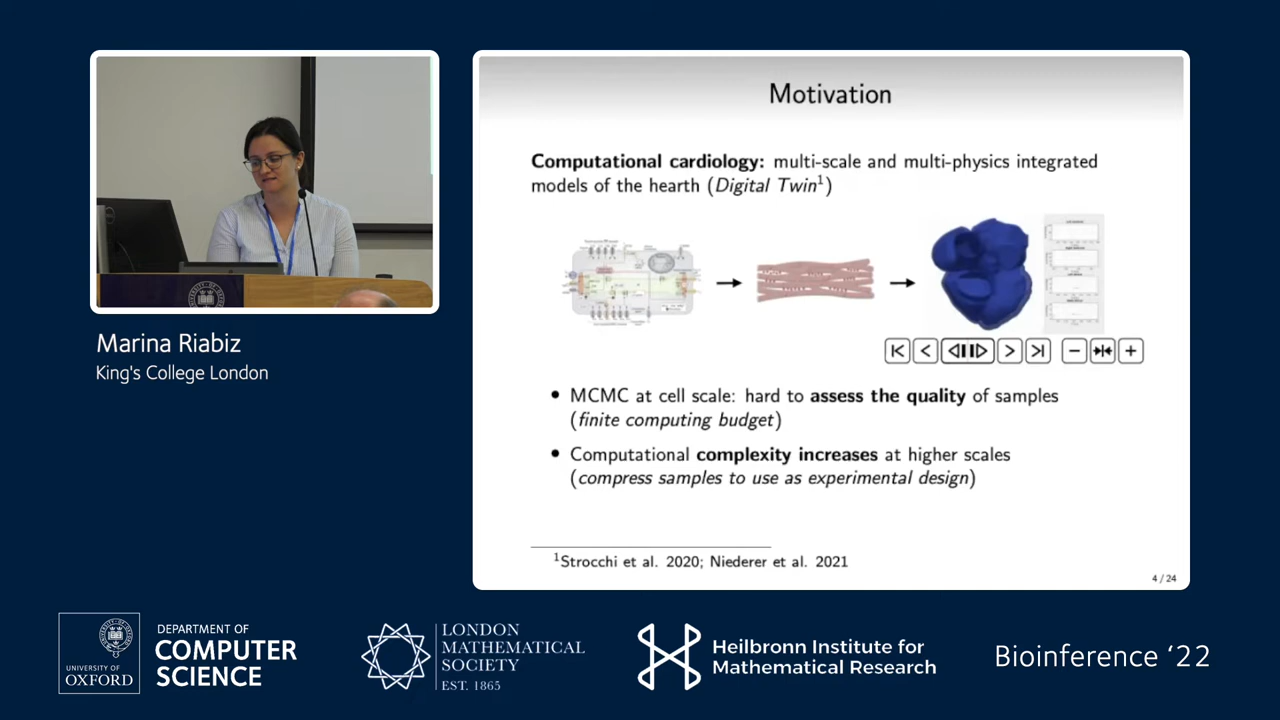 Motivation
Computational cardiology: multi-scale and multi-physics integrated
models of the hearth (Digital Twin1)
MCMC at cell scale: hard to assess the quality of samples
(finite computing budget)
Computational complexity increases at higher scales
(compress samples to use as experimental design)
1Strocchi et al. 2020; Niederer et al. 2021
4 / 24
Marina Riabiz
King's College London
UNIVERSITY OF
OXFORD
DEPARTMENT OF
COMPUTER
SCIENCE
LONDON
MATHEMATICAL
SOCIETY
EST. 1865
Heilbronn Institute for
Mathematical Research
Bioinference ‘22